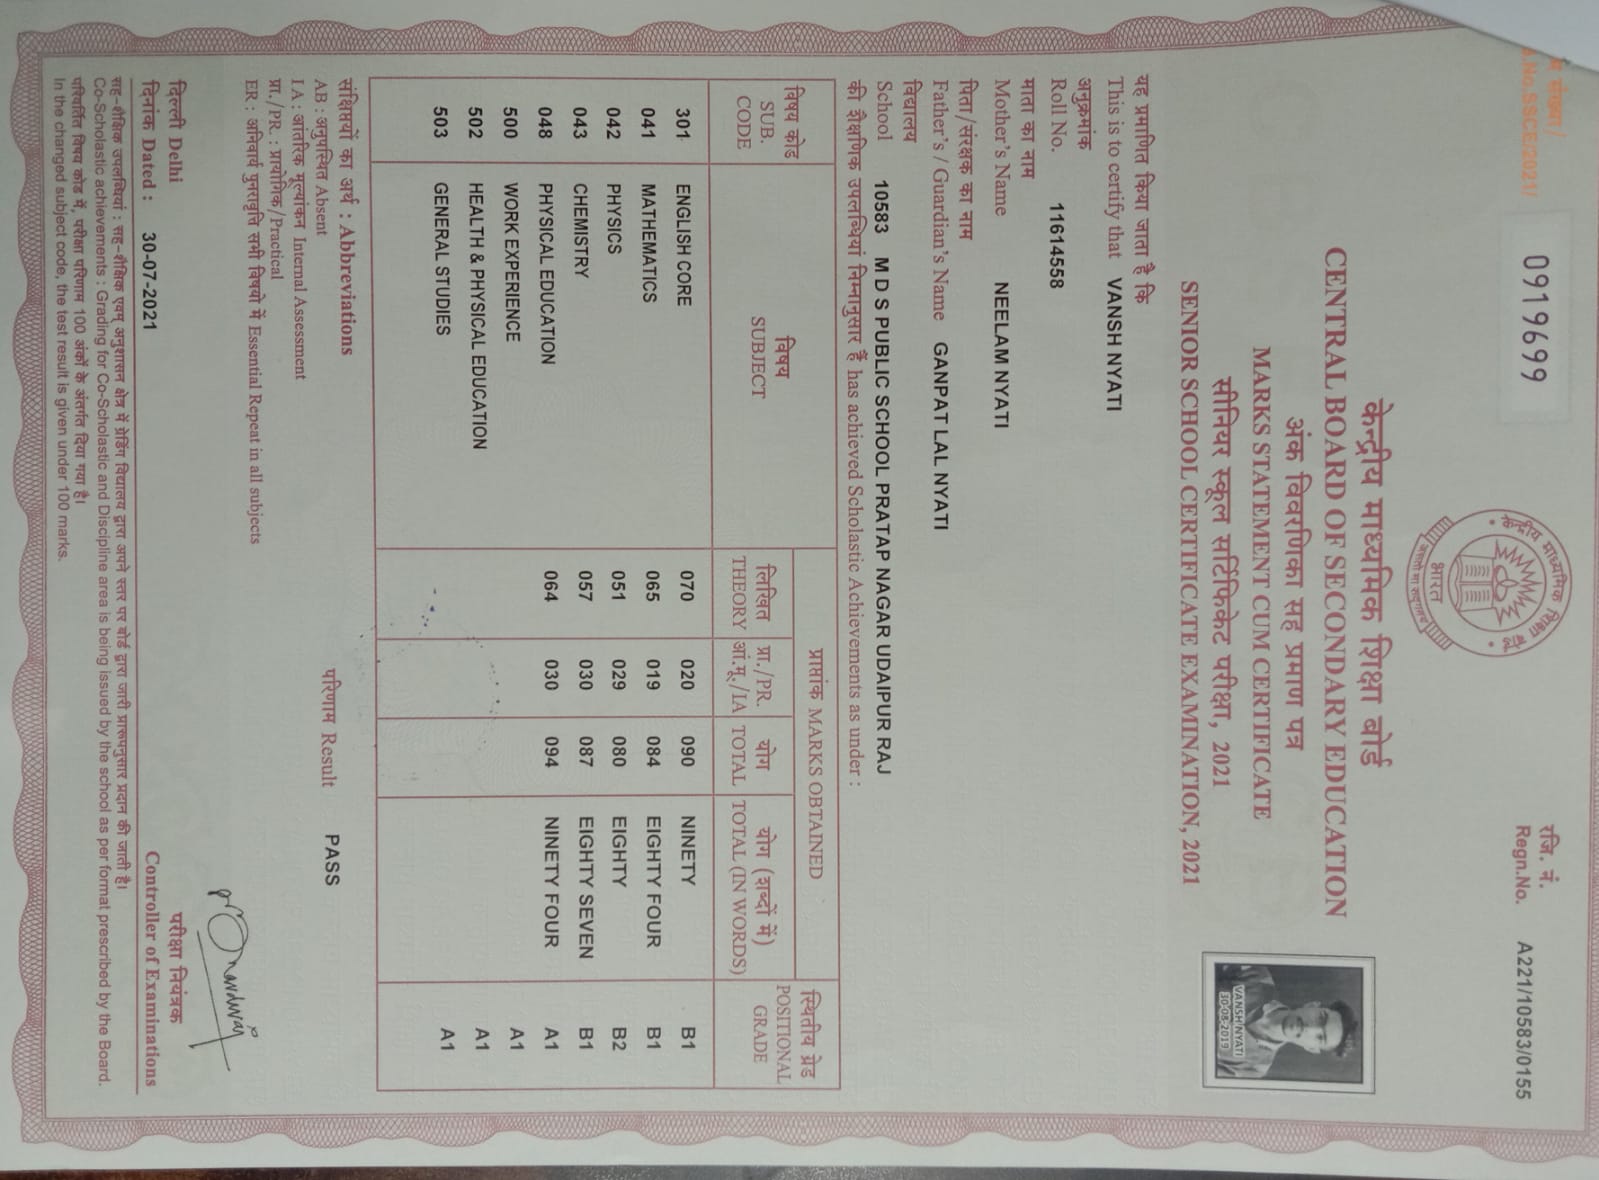 .No.SSCE/2021/ 0919699
रजि. नं.
Regn.No. A221/10583/0155
केन्द्रीय माध्यमिक शिक्षा बोर्ड
भारत
असतो मा सद्गमय
केन्द्रीय माध्यमिक शिक्षा बोर्ड
CENTRAL BOARD OF SECONDARY EDUCATION
अंक विवरणिका सह प्रमाण पत्र
MARKS STATEMENT CUM CERTIFICATE
सीनियर स्कूल सर्टिफिकेट परीक्षा, 2021
SENIOR SCHOOL CERTIFICATE EXAMINATION, 2021
VANSH NYATI
30-08-2019
यह प्रमाणित किया जाता है कि
This is to certify that VANSH NYATI
अनुक्रमांक
Roll No. 11614558
माता का नाम
Mother's Name NEELAM NYATI
पिता/संरक्षक का नाम
Father's / Guardian's Name GANPAT LAL NYATI
विद्यालय
School 10583 M D S PUBLIC SCHOOL PRATAP NAGAR UDAIPUR RAJ
की शैक्षणिक उपलब्धियां निम्नानुसार हैं has achieved Scholastic Achievements as under :
विषय कोड विषय प्राप्तांक MARKS OBTAINED स्थितीय ग्रेड
SUB. CODE SUBJECT लिखित THEORY प्रा./PR. आं.मू./IA योग TOTAL योग (शब्दों में) TOTAL (IN WORDS) POSITIONAL GRADE
301 ENGLISH CORE 070 020 090 NINETY B1
041 MATHEMATICS 065 019 084 EIGHTY FOUR B1
042 PHYSICS 051 029 080 EIGHTY B2
043 CHEMISTRY 057 030 087 EIGHTY SEVEN B1
048 PHYSICAL EDUCATION 064 030 094 NINETY FOUR A1
500 WORK EXPERIENCE A1
502 HEALTH & PHYSICAL EDUCATION A1
503 GENERAL STUDIES A1
संक्षिप्तियों का अर्थ : Abbreviations
AB : अनुपस्थित Absent परिणाम Result PASS
I A : आंतरिक मूल्यांकन Internal Assessment
प्रा./PR. : प्रायोगिक/Practical
ER : अनिवार्य पुनरावृत्ति सभी विषयों में Essential Repeat in all subjects
दिल्ली Delhi परीक्षा नियंत्रक
दिनांक Dated : 30-07-2021 Controller of Examinations
सह-शैक्षिक उपलब्धियां : सह-शैक्षिक एवम् अनुशासन क्षेत्र में ग्रेडिंग विद्यालय द्वारा अपने स्तर पर बोर्ड द्वारा जारी प्रारूपनुसार प्रदान की जाती है।
Co-Scholastic achievements : Grading for Co-Scholastic and Discipline area is being issued by the school as per format prescribed by the Board.
परिवर्तित विषय कोड में, परीक्षा परिणाम 100 अंकों के अंतर्गत दिया गया है।
In the changed subject code, the test result is given under 100 marks.